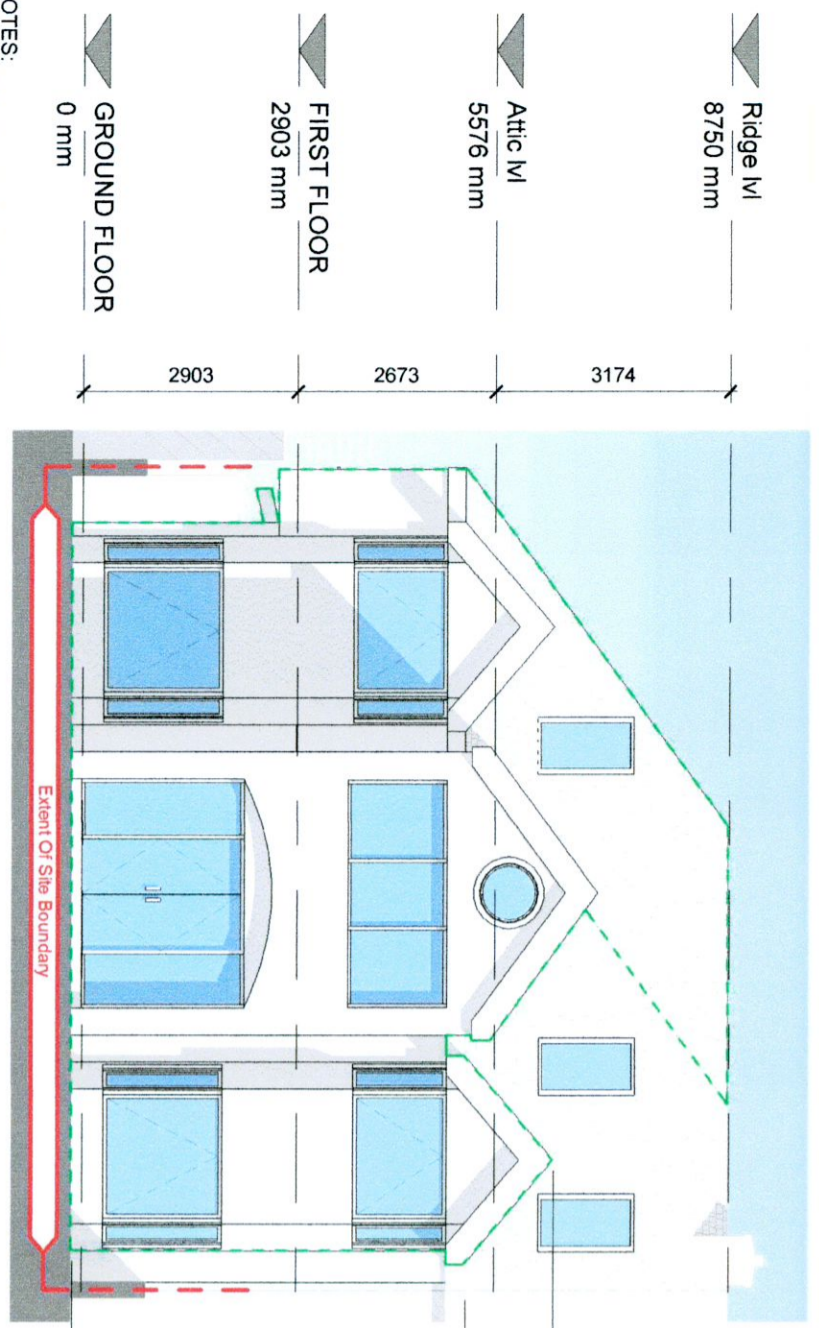 Ridge lvl
8750 mm
Attic lvl
5576 mm
FIRST FLOOR
2903 mm
GROUND FLOOR
0 mm
3174
2673
2903
Extent Of Site Boundary
OTES: